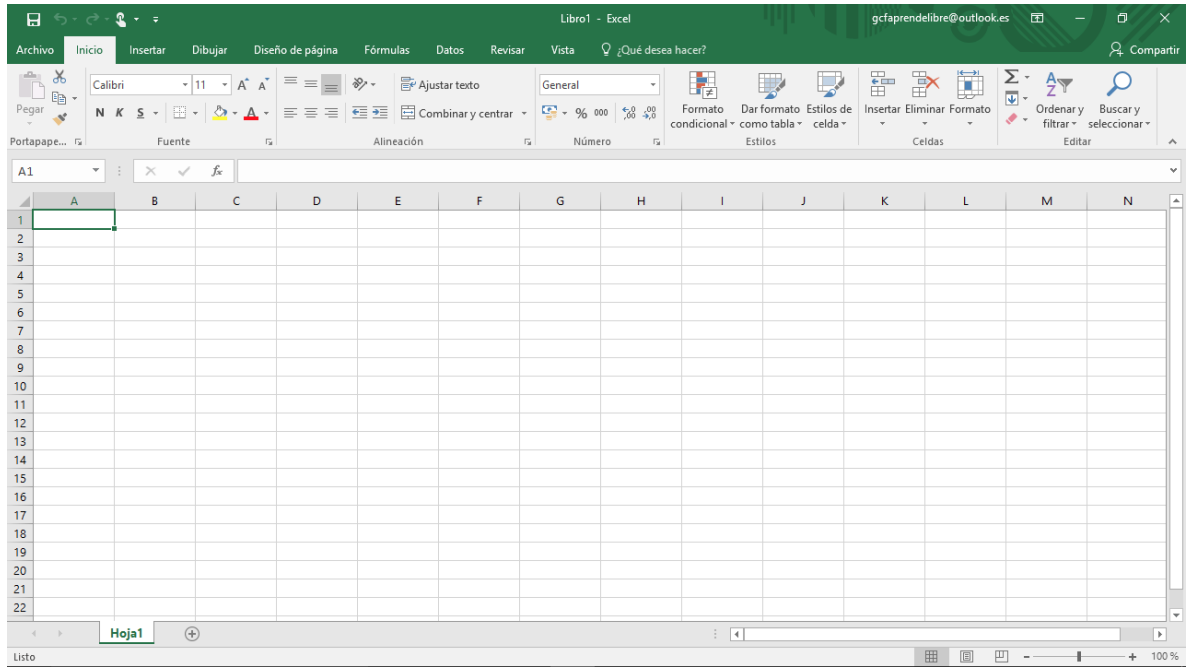 Libro1 - Excel
gcfaprendelibre@outlook.es
Archivo Inicio Insertar Dibujar Diseño de página Fórmulas Datos Revisar Vista ¿Qué desea hacer? Compartir
Calibri 11 A A Ajustar texto General
Pegar N K S A Combinar y centrar % 000 Formato condicional Dar formato como tabla Estilos de celda Insertar Eliminar Formato Ordenar y filtrar Buscar y seleccionar
Portapape... Fuente Alineación Número Estilos Celdas Editar
A1 fx
A B C D E F G H I J K L M N
1
2
3
4
5
6
7
8
9
10
11
12
13
14
15
16
17
18
19
20
21
22
Hoja1
Listo 100 %